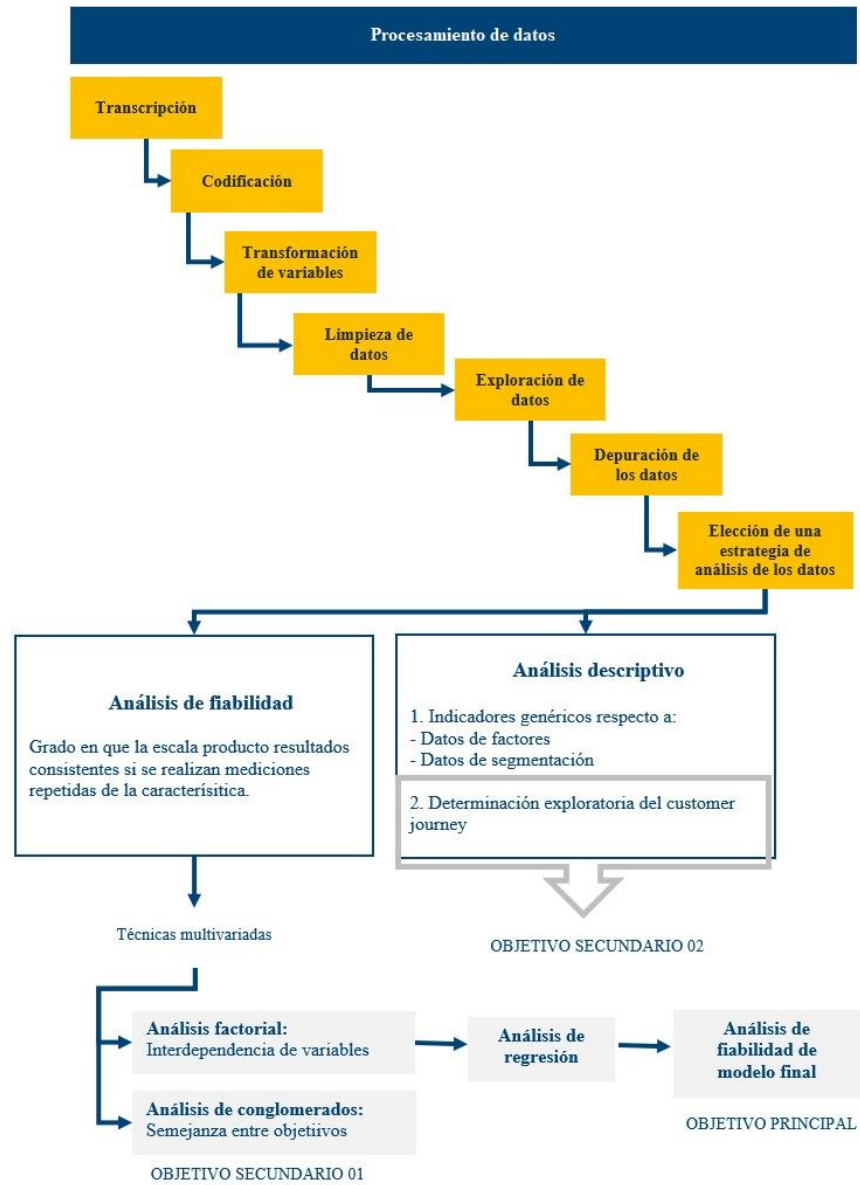 Procesamiento de datos
Transcripción
Codificación
Transformación
de variables
Limpieza de
datos
Exploración de
datos
Depuración de
los datos
Elección de una
estrategia de
análisis de los datos
Análisis de fiabilidad
Grado en que la escala producto resultados
consistentes si se realizan mediciones
repetidas de la caracterísitica.
Análisis descriptivo
1. Indicadores genéricos respecto a:
- Datos de factores
- Datos de segmentación
2. Determinación exploratoria del customer
journey
Técnicas multivariadas
OBJETIVO SECUNDARIO 02
Análisis factorial:
Interdependencia de variables
Análisis de
regresión
Análisis de
fiabilidad de
modelo final
Análisis de conglomerados:
Semejanza entre objetiivos
OBJETIVO PRINCIPAL
OBJETIVO SECUNDARIO 01